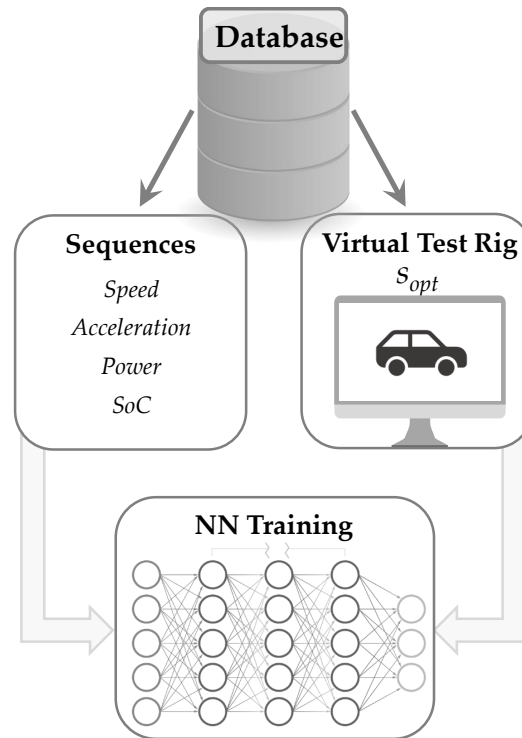 Database
Sequences
Speed
Acceleration
Power
SoC
Virtual Test Rig
s_opt
NN Training